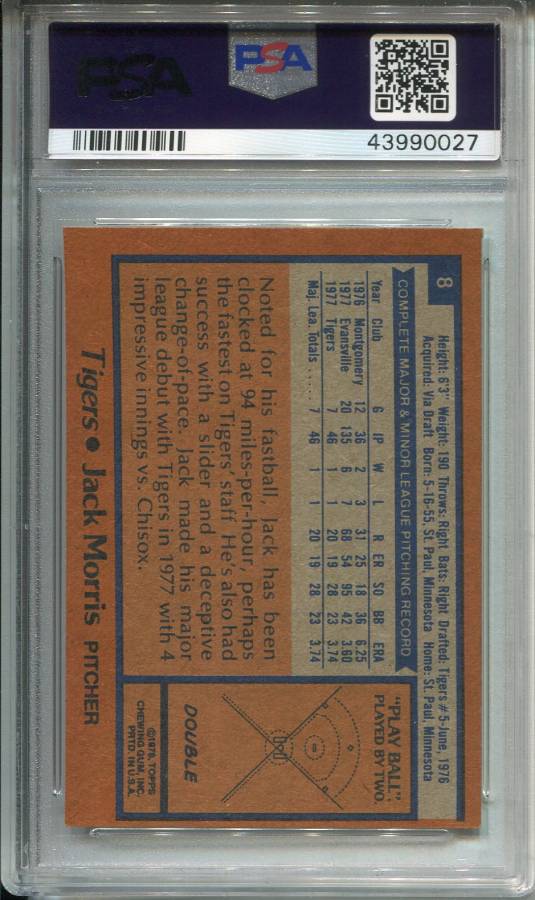 PSA
PSA
43990027
8
Height: 6'3" Weight: 190 Throws: Right Bats: Right Drafted: Tigers #5-June, 1976
Acquired: Via Draft Born: 5-16-55, St. Paul, Minnesota Home: St. Paul, Minnesota
COMPLETE MAJOR & MINOR LEAGUE PITCHING RECORD
Year Club G IP W L R ER SO BB ERA
1976 Montgomery 12 36 2 3 31 25 18 36 6.25
1977 Evansville 20 135 6 7 68 54 95 42 3.60
1977 Tigers 7 46 1 1 20 19 28 23 3.74
Maj. Lea. Totals ..... 7 46 1 1 20 19 28 23 3.74
Noted for his fastball, Jack has been
clocked at 94 miles-per-hour, perhaps
the fastest on Tigers' staff. He's also had
success with a slider and a deceptive
change-of-pace. Jack made his major
league debut with Tigers in 1977 with 4
impressive innings vs. Chisox.
"PLAY BALL":
PLAYED BY TWO.
DOUBLE
©1978, TOPPS
CHEWING GUM, INC.
PRTD. IN U.S.A.
Tigers • Jack Morris PITCHER